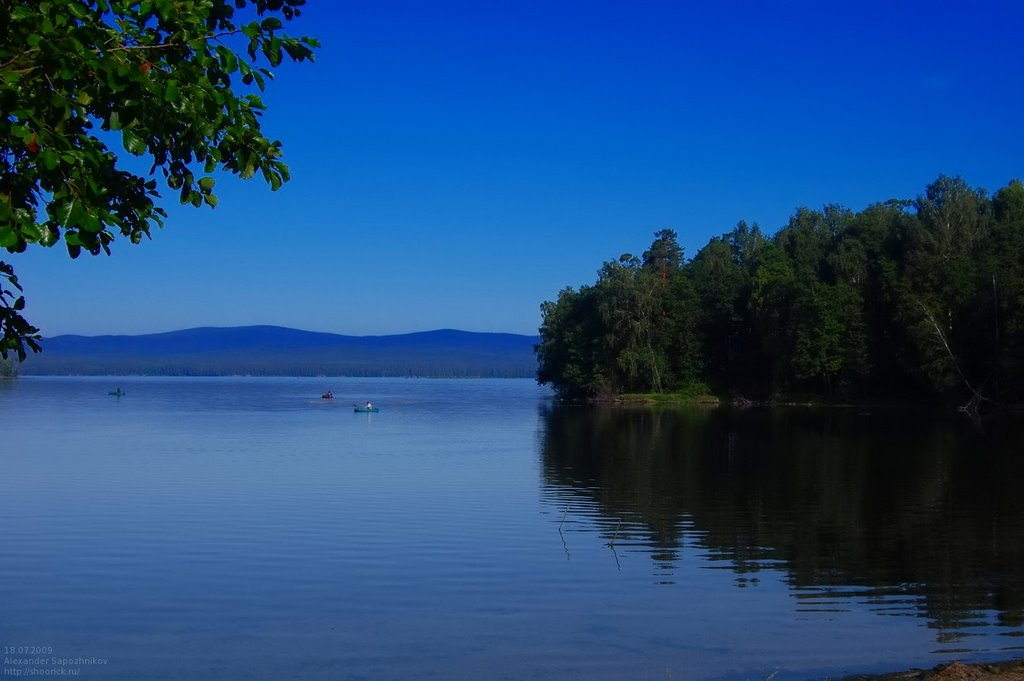 18.07.2009
Alexander Sapozhnikov
http://shoorick.ru/